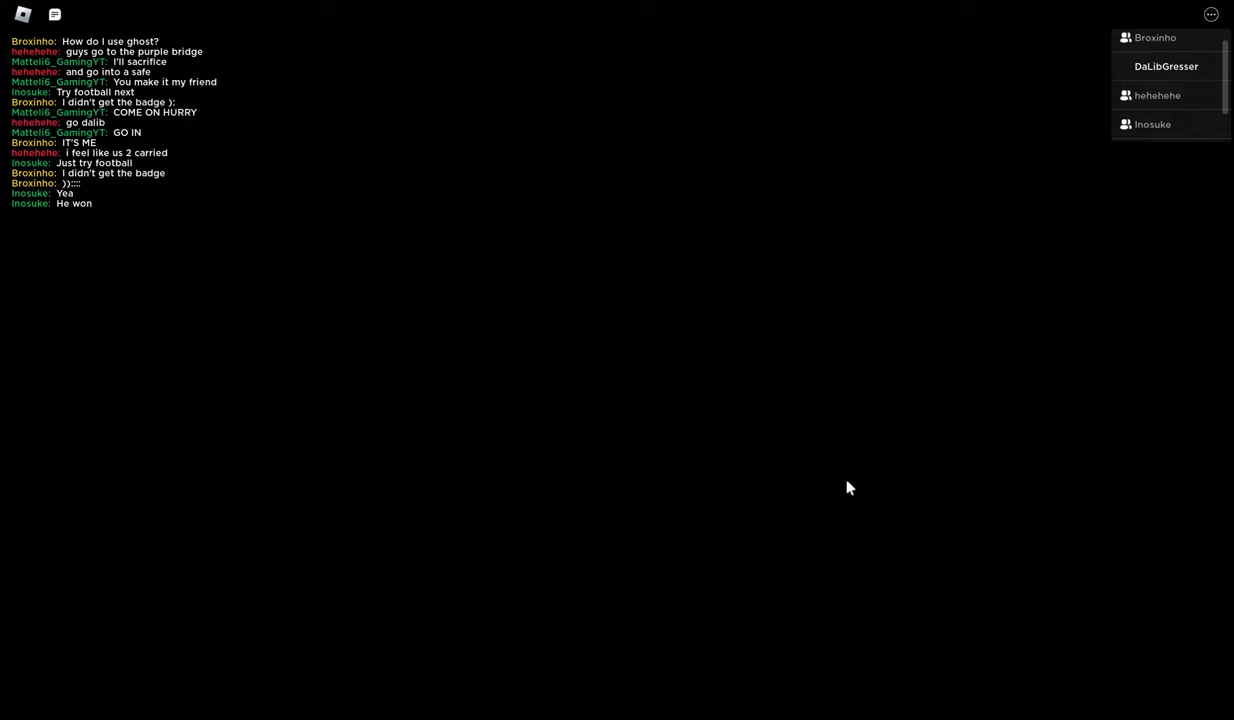 Broxinho: How do I use ghost?
hehehehe: guys go to the purple bridge
Matteli6_GamingYT: I'll sacrifice
hehehehe: and go into a safe
Matteli6_GamingYT: You make it my friend
Inosuke: Try football next
Broxinho: I didn't get the badge ):
Matteli6_GamingYT: COME ON HURRY
hehehehe: go dalib
Matteli6_GamingYT: GO IN
Broxinho: IT'S ME
hehehehe: i feel like us 2 carried
Inosuke: Just try football
Broxinho: I didn't get the badge
Broxinho: ))::::
Inosuke: Yea
Inosuke: He won
Broxinho
DaLibGresser
hehehehe
Inosuke